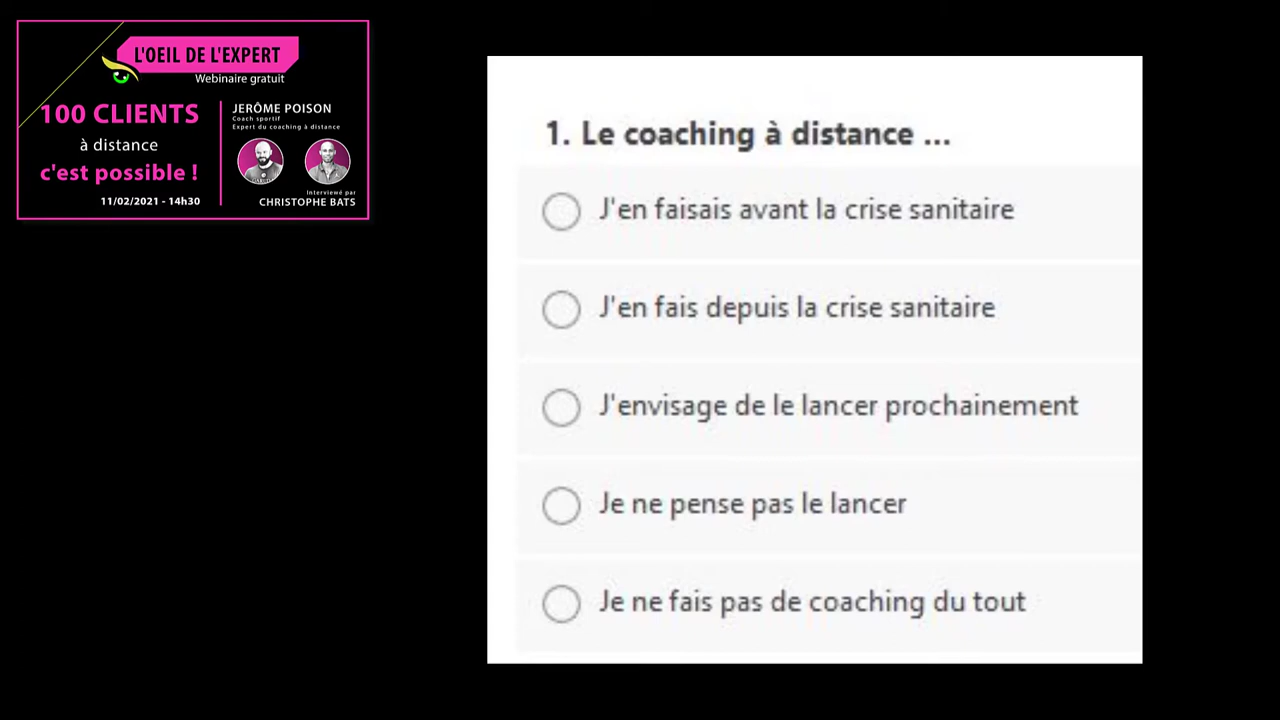 L'OEIL DE L'EXPERT
Webinaire gratuit
100 CLIENTS
à distance
c'est possible !
11/02/2021 - 14h30
JERÔME POISON
Coach sportif
Expert du coaching à distance
Interviewé par
CHRISTOPHE BATS
1. Le coaching à distance ...
J'en faisais avant la crise sanitaire
J'en fais depuis la crise sanitaire
J'envisage de le lancer prochainement
Je ne pense pas le lancer
Je ne fais pas de coaching du tout